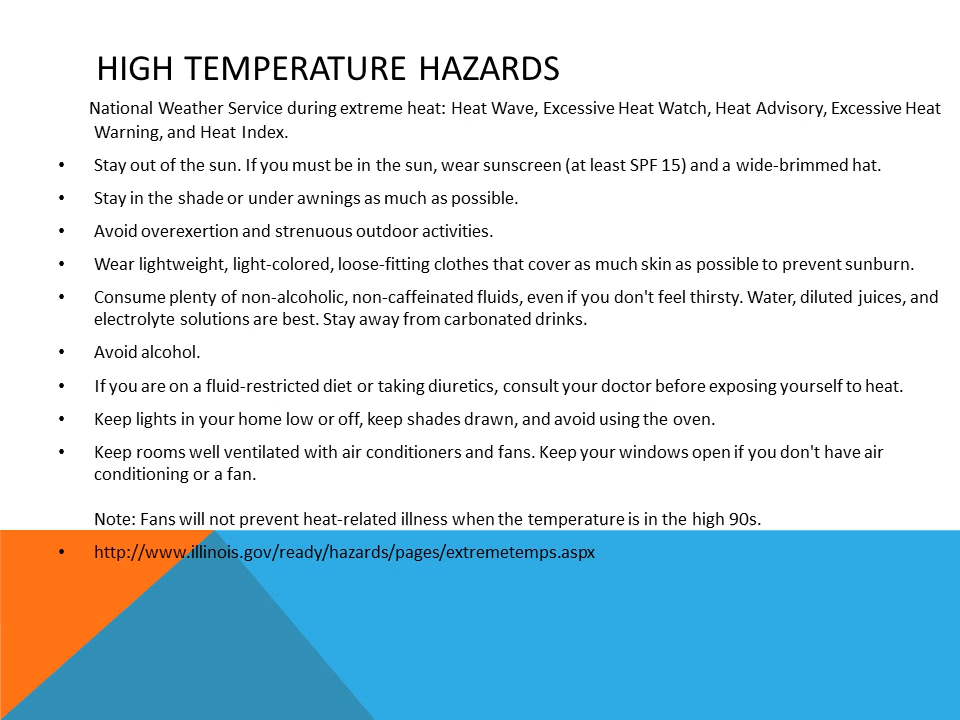 HIGH TEMPERATURE HAZARDS
National Weather Service during extreme heat: Heat Wave, Excessive Heat Watch, Heat Advisory, Excessive Heat
Warning, and Heat Index.
• Stay out of the sun. If you must be in the sun, wear sunscreen (at least SPF 15) and a wide-brimmed hat.
• Stay in the shade or under awnings as much as possible.
• Avoid overexertion and strenuous outdoor activities.
• Wear lightweight, light-colored, loose-fitting clothes that cover as much skin as possible to prevent sunburn.
• Consume plenty of non-alcoholic, non-caffeinated fluids, even if you don't feel thirsty. Water, diluted juices, and
electrolyte solutions are best. Stay away from carbonated drinks.
• Avoid alcohol.
• If you are on a fluid-restricted diet or taking diuretics, consult your doctor before exposing yourself to heat.
• Keep lights in your home low or off, keep shades drawn, and avoid using the oven.
• Keep rooms well ventilated with air conditioners and fans. Keep your windows open if you don't have air
conditioning or a fan.
Note: Fans will not prevent heat-related illness when the temperature is in the high 90s.
• http://www.illinois.gov/ready/hazards/pages/extremetemps.aspx